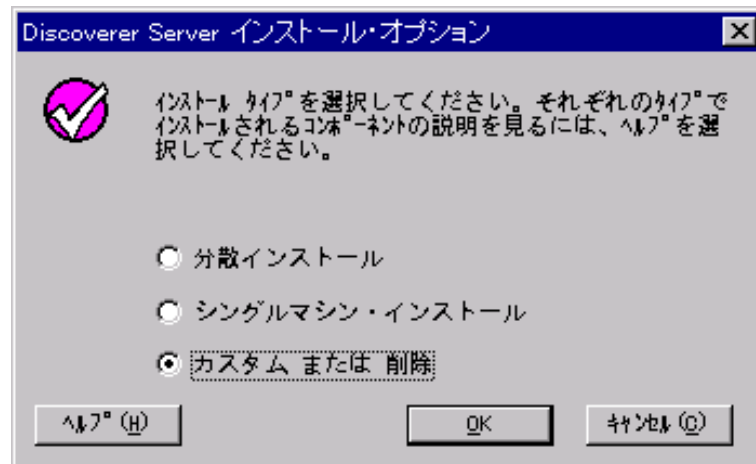 Discoverer Server インストール・オプション
ｲﾝｽﾄｰﾙ ﾀｲﾌﾟを選択してください。それぞれのﾀｲﾌﾟで
ｲﾝｽﾄｰﾙされるｺﾝﾎﾟｰﾈﾝﾄの説明を見るには、ﾍﾙﾌﾟを選
択してください。
分散インストール
シングルマシン・インストール
カスタム または 削除
ﾍﾙﾌﾟ(H)
OK
ｷｬﾝｾﾙ(C)